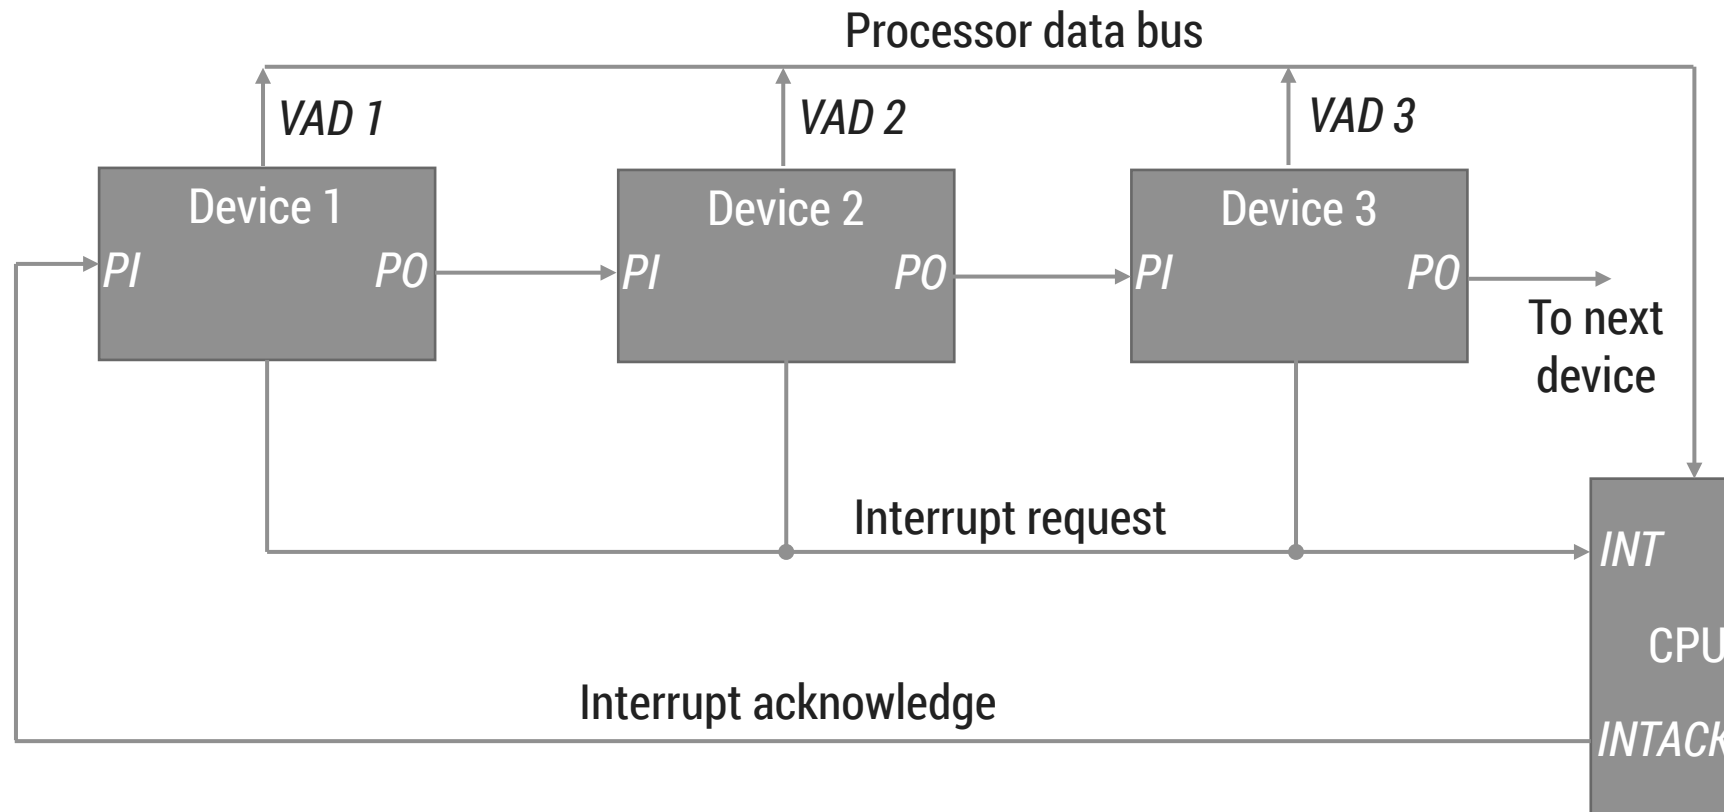 Processor data bus
VAD 1
VAD 2
VAD 3
Device 1
Device 2
Device 3
PI
PO
PI
PO
PI
PO
To next
device
Interrupt request
INT
CPU
Interrupt acknowledge
INTACK